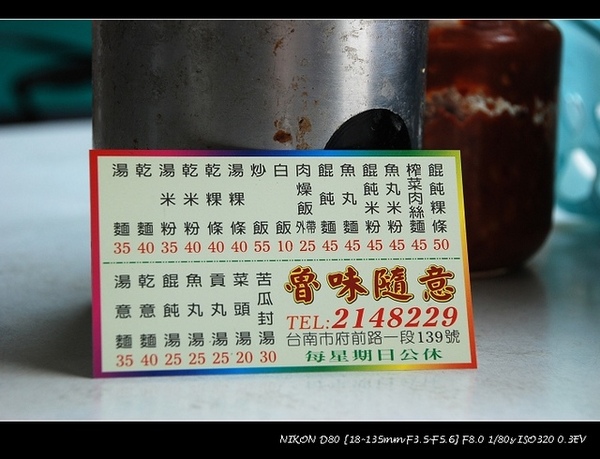 湯麵 35
乾麵 40
湯米粉 35
乾米粉 40
乾粿條 40
湯粿條 40
炒飯 55
白飯 10
肉燥飯 外帶 25
餛飩麵 45
魚丸麵 45
餛飩米粉 45
魚丸米粉 45
榨菜肉絲麵 45
餛飩粿條 50
湯意麵 35
乾意麵 40
餛飩湯 25
魚丸湯 25
貢丸湯 25
菜頭湯 20
苦瓜封湯 30
魯味隨意
TEL:2148229
台南市府前路一段139號
每星期日公休
NIKON D80 [18-135mm F3.5-F5.6] F8.0 1/80s ISO320 0.3EV